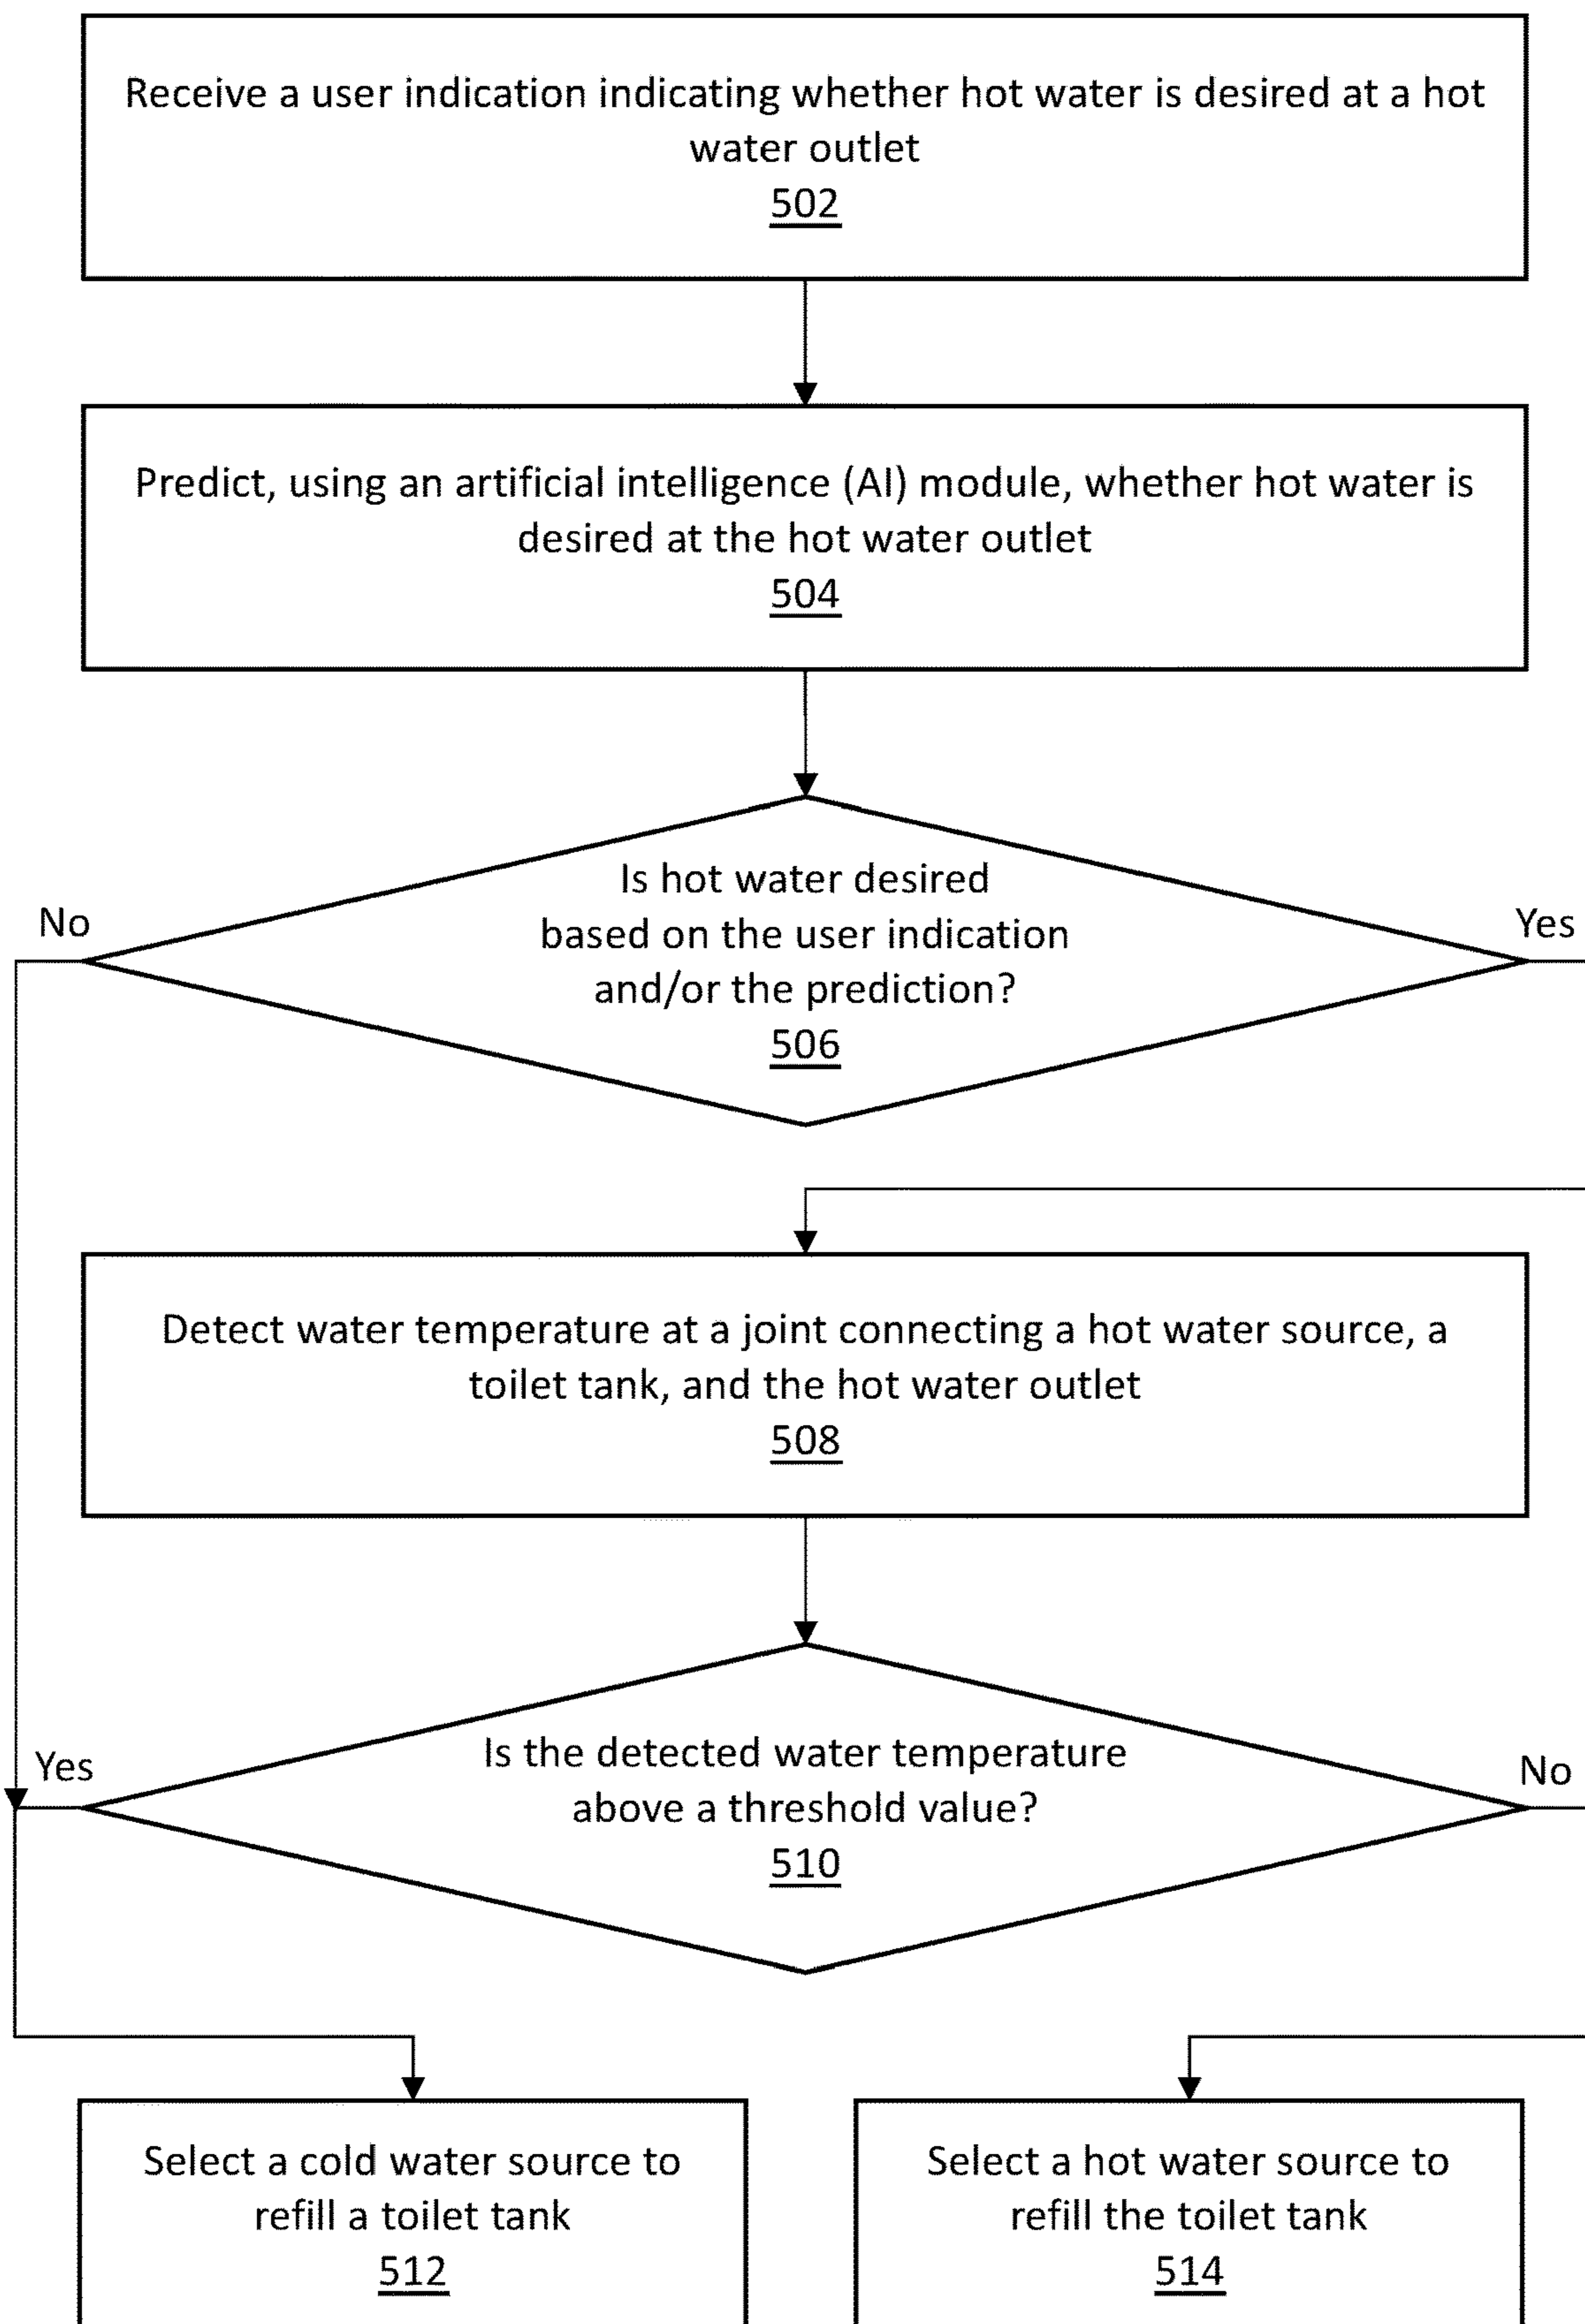 Receive a user indication indicating whether hot water is desired at a hot
water outlet
502
Predict, using an artificial intelligence (AI) module, whether hot water is
desired at the hot water outlet
504
Is hot water desired
based on the user indication
and/or the prediction?
506
No
Yes
Detect water temperature at a joint connecting a hot water source, a
toilet tank, and the hot water outlet
508
Is the detected water temperature
above a threshold value?
510
Yes
No
Select a cold water source to
refill a toilet tank
512
Select a hot water source to
refill the toilet tank
514